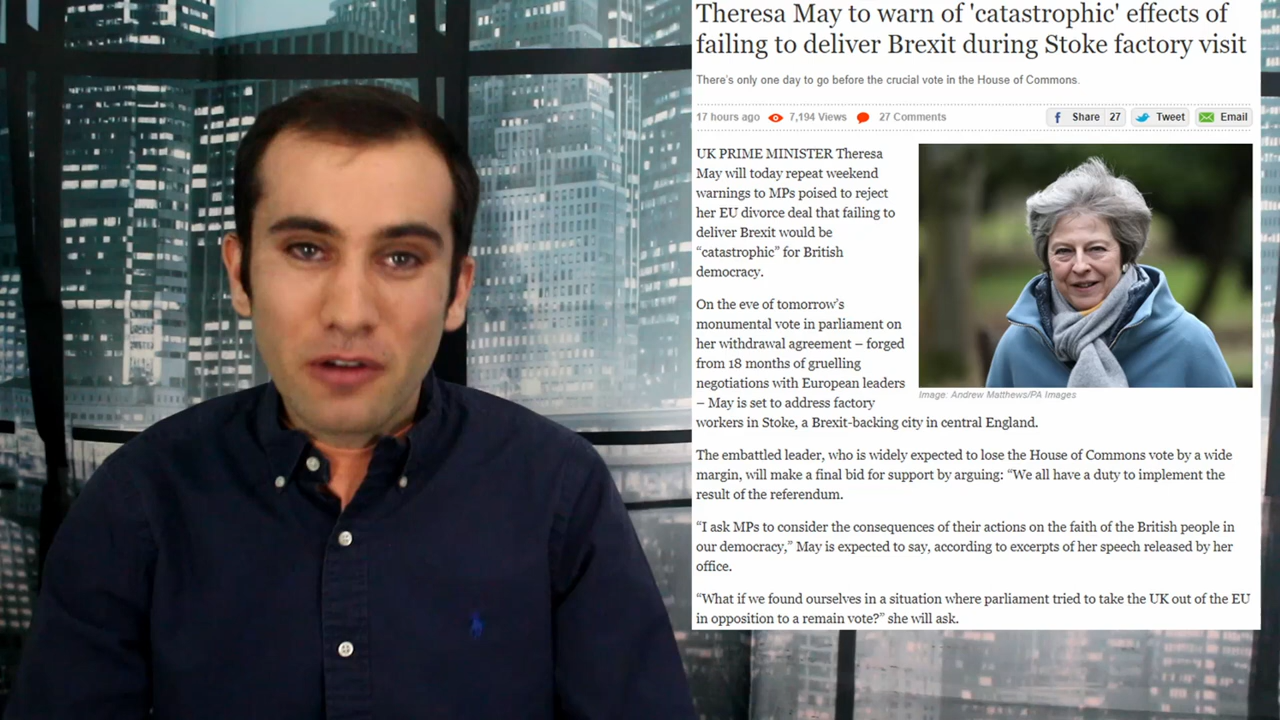 Theresa May to warn of 'catastrophic' effects of
failing to deliver Brexit during Stoke factory visit
There's only one day to go before the crucial vote in the House of Commons.
17 hours ago 7,194 Views 27 Comments Share 27 Tweet Email
UK PRIME MINISTER Theresa
May will today repeat weekend
warnings to MPs poised to reject
her EU divorce deal that failing to
deliver Brexit would be
“catastrophic” for British
democracy.
On the eve of tomorrow’s
monumental vote in parliament on
her withdrawal agreement – forged
from 18 months of gruelling
negotiations with European leaders
– May is set to address factory
Image: Andrew Matthews/PA Images
workers in Stoke, a Brexit-backing city in central England.
The embattled leader, who is widely expected to lose the House of Commons vote by a wide
margin, will make a final bid for support by arguing: “We all have a duty to implement the
result of the referendum.
“I ask MPs to consider the consequences of their actions on the faith of the British people in
our democracy,” May is expected to say, according to excerpts of her speech released by her
office.
“What if we found ourselves in a situation where parliament tried to take the UK out of the EU
in opposition to a remain vote?” she will ask.